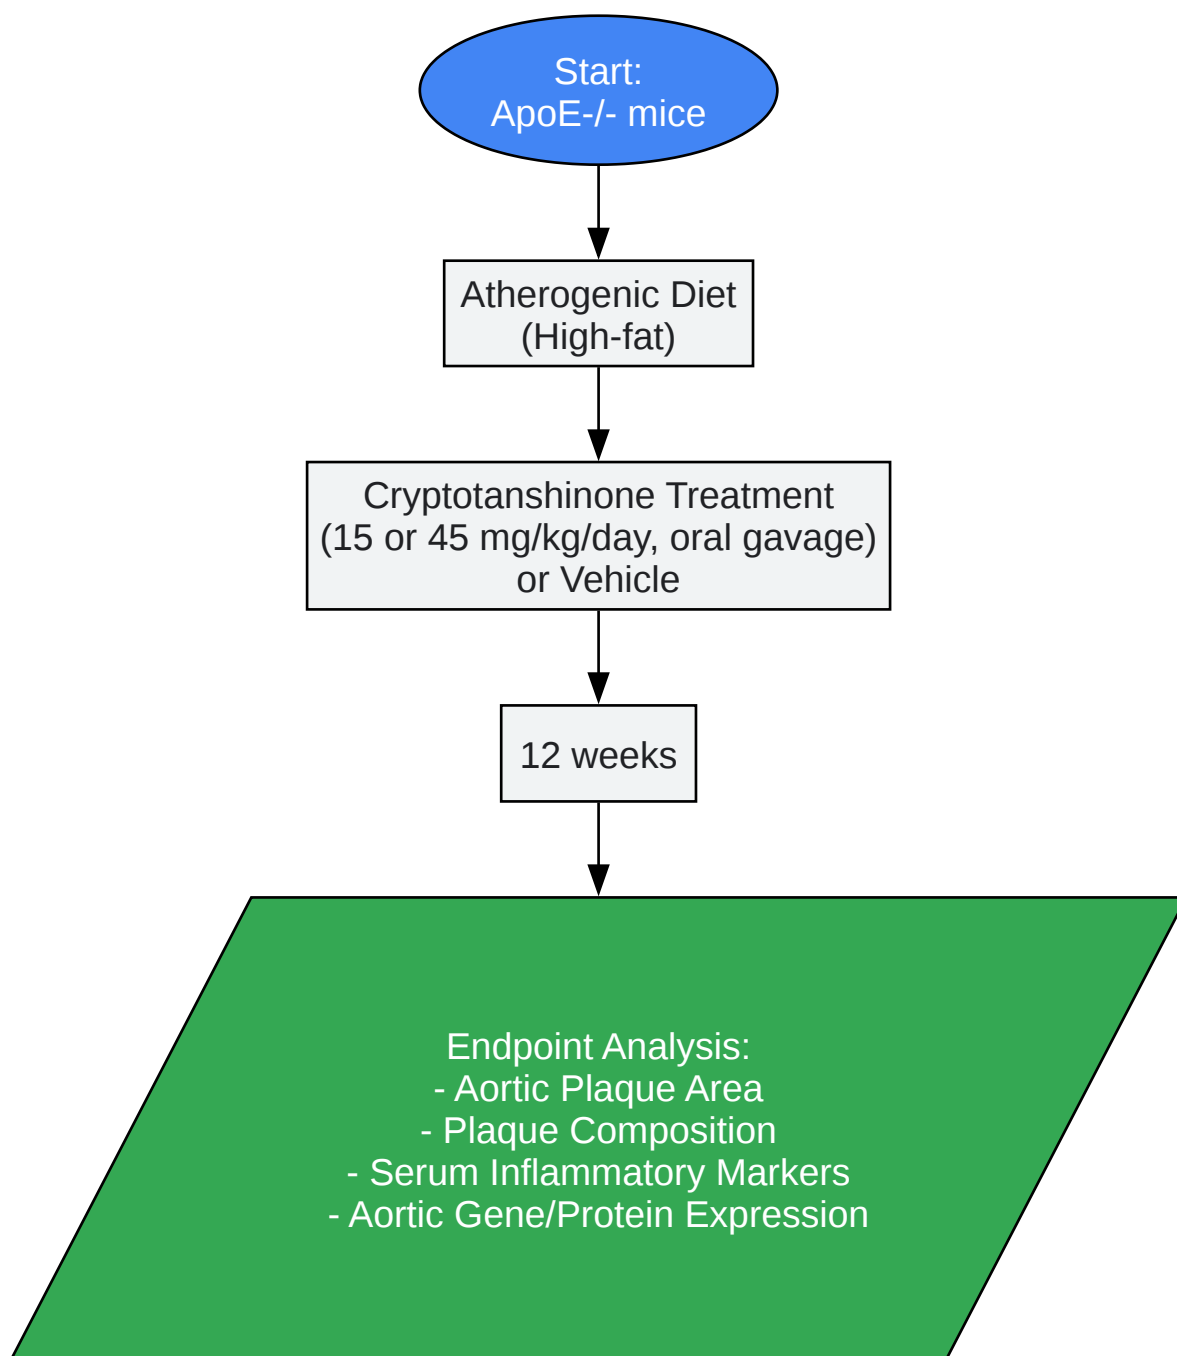 Start:
ApoE-/- mice
Atherogenic Diet
(High-fat)
Cryptotanshinone Treatment
(15 or 45 mg/kg/day, oral gavage)
or Vehicle
12 weeks
Endpoint Analysis:
- Aortic Plaque Area
- Plaque Composition
- Serum Inflammatory Markers
- Aortic Gene/Protein Expression